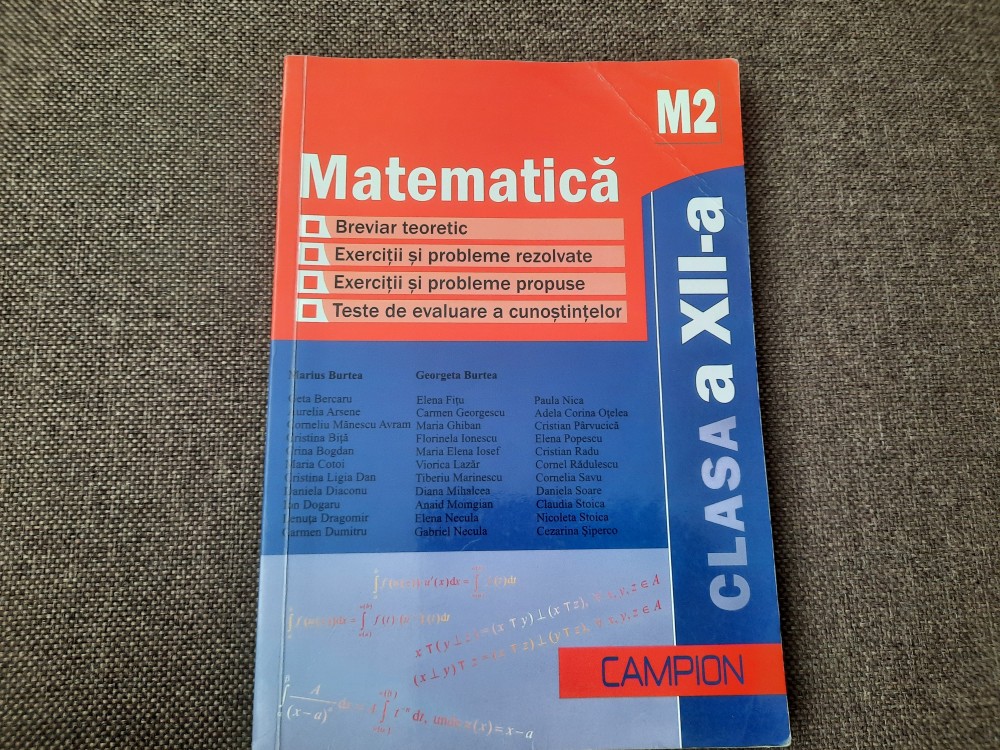 M2
Matematică
Breviar teoretic
Exerciții și probleme rezolvate
Exerciții și probleme propuse
Teste de evaluare a cunoștințelor
CLASA a XII-a
Marius Burtea Georgeta Burtea
Geta Bercaru Elena Fițu Paula Nica
Aurelia Arsene Carmen Georgescu Adela Corina Oțelea
Corneliu Mănescu Avram Maria Ghiban Cristian Pârvucică
Cristina Biță Florinela Ionescu Elena Popescu
Crina Bogdan Maria Elena Iosef Cristian Radu
Maria Cotoi Viorica Lazăr Cornel Rădulescu
Cristina Ligia Dan Tiberiu Marinescu Cornelia Savu
Daniela Diaconu Diana Mihalcea Daniela Soare
Ion Dogaru Anaid Momgian Claudia Stoica
Lenuța Dragomir Elena Necula Nicoleta Stoica
Carmen Dumitru Gabriel Necula Cezarina Șiperco
(x ⊤ y) ⊥ (x ⊤ z), ∀ x, y, z ∈ A
(x ⊥ y) ⊤ z = (x ⊤ z) ⊥ (y ⊤ z), ∀ x, y, z ∈ A
CAMPION